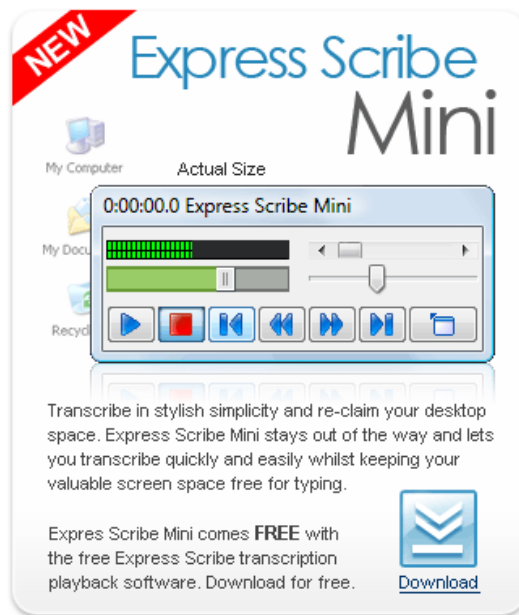 NEW
Express Scribe
Mini
My Computer
Actual Size
0:00:00.0 Express Scribe Mini
My Docu
Recycl
Transcribe in stylish simplicity and re-claim your desktop
space. Express Scribe Mini stays out of the way and lets
you transcribe quickly and easily whilst keeping your
valuable screen space free for typing.
Expres Scribe Mini comes FREE with
the free Express Scribe transcription
playback software. Download for free.
Download